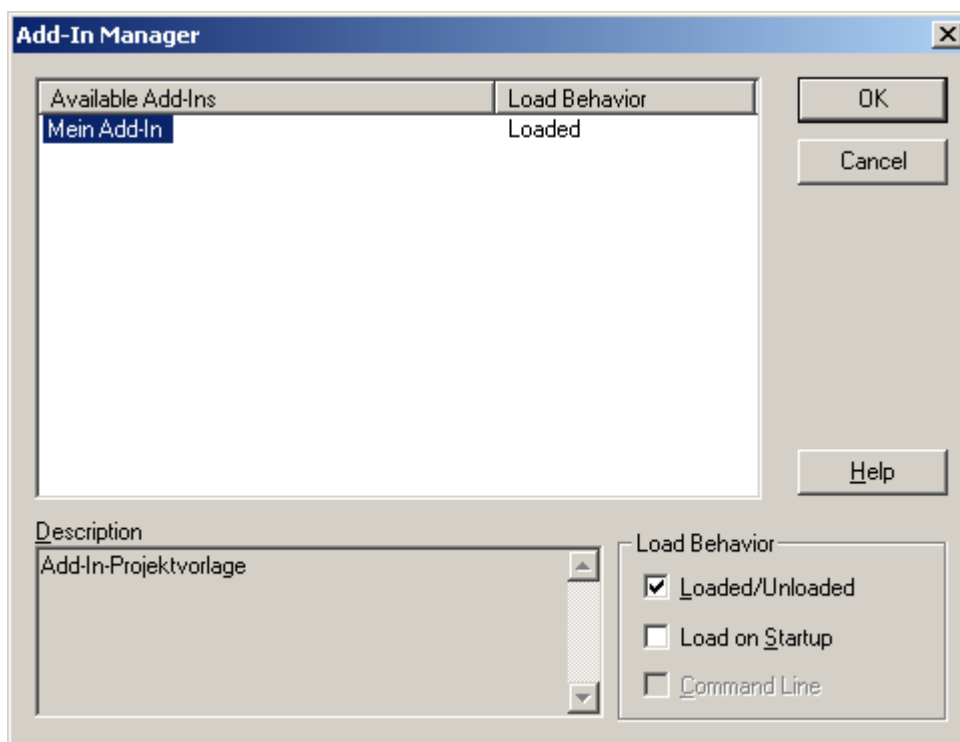 Add-In Manager
Available Add-Ins Load Behavior
Mein Add-In Loaded
OK
Cancel
Help
Description
Add-In-Projektvorlage
Load Behavior
Loaded/Unloaded
Load on Startup
Command Line